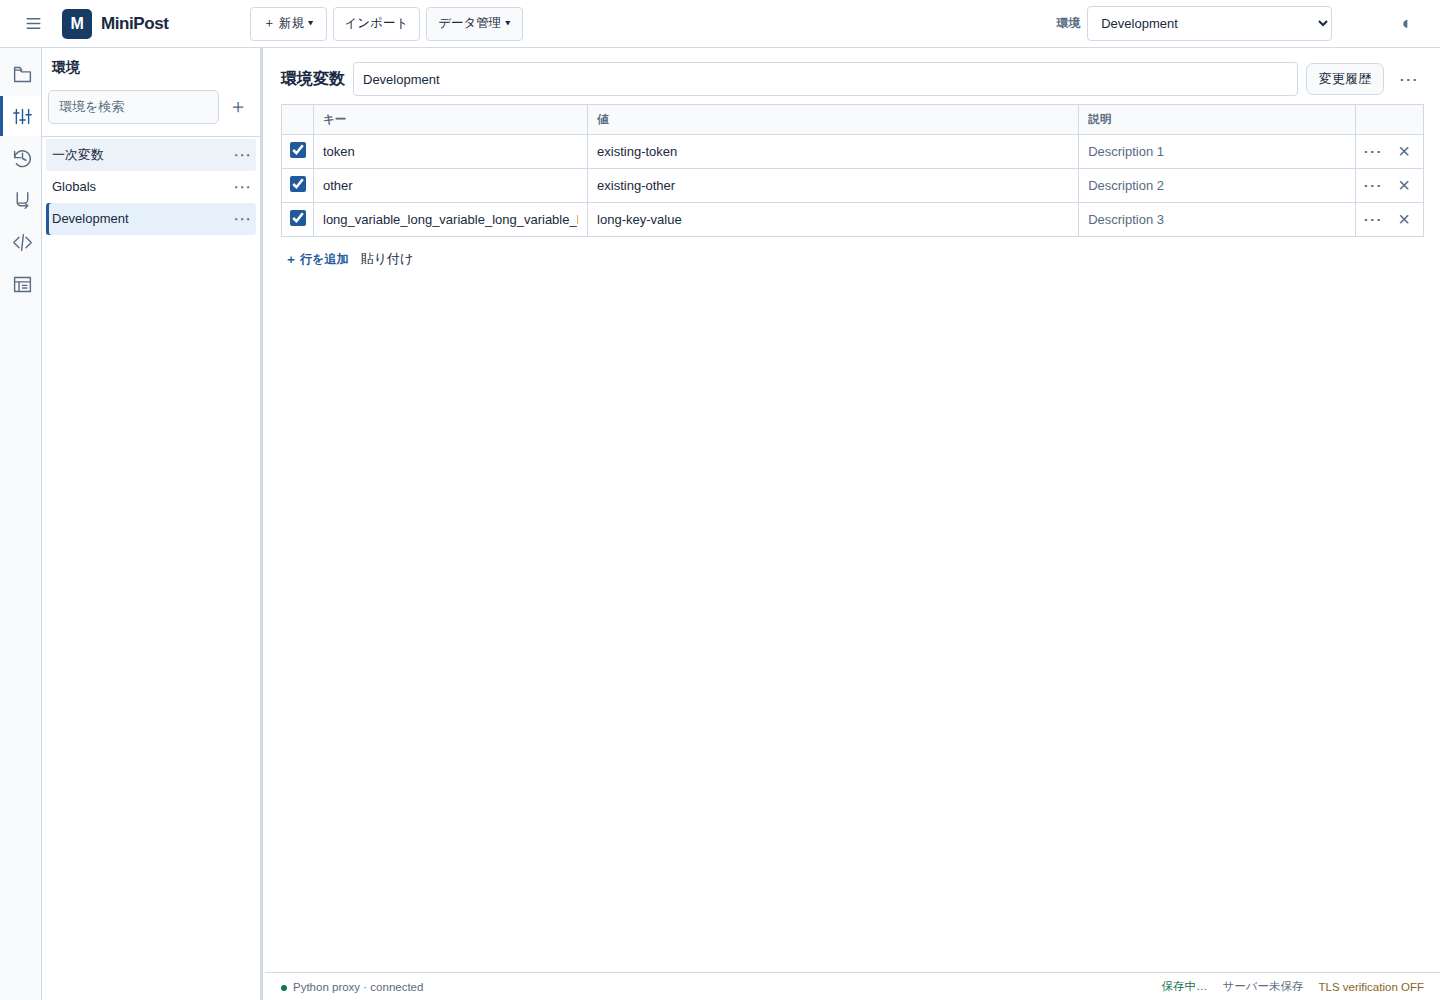 M MiniPost
＋ 新規 ▾ インポート データ管理 ▾
環境 Development
環境
環境を検索 ＋
一次変数 ···
Globals ···
Development ···
環境変数 Development 変更履歴 ···
キー 値 説明
token existing-token Description 1 ··· ×
other existing-other Description 2 ··· ×
long_variable_long_variable_long_variable_ long-key-value Description 3 ··· ×
+ 行を追加 貼り付け
Python proxy · connected
保存中… サーバー未保存 TLS verification OFF